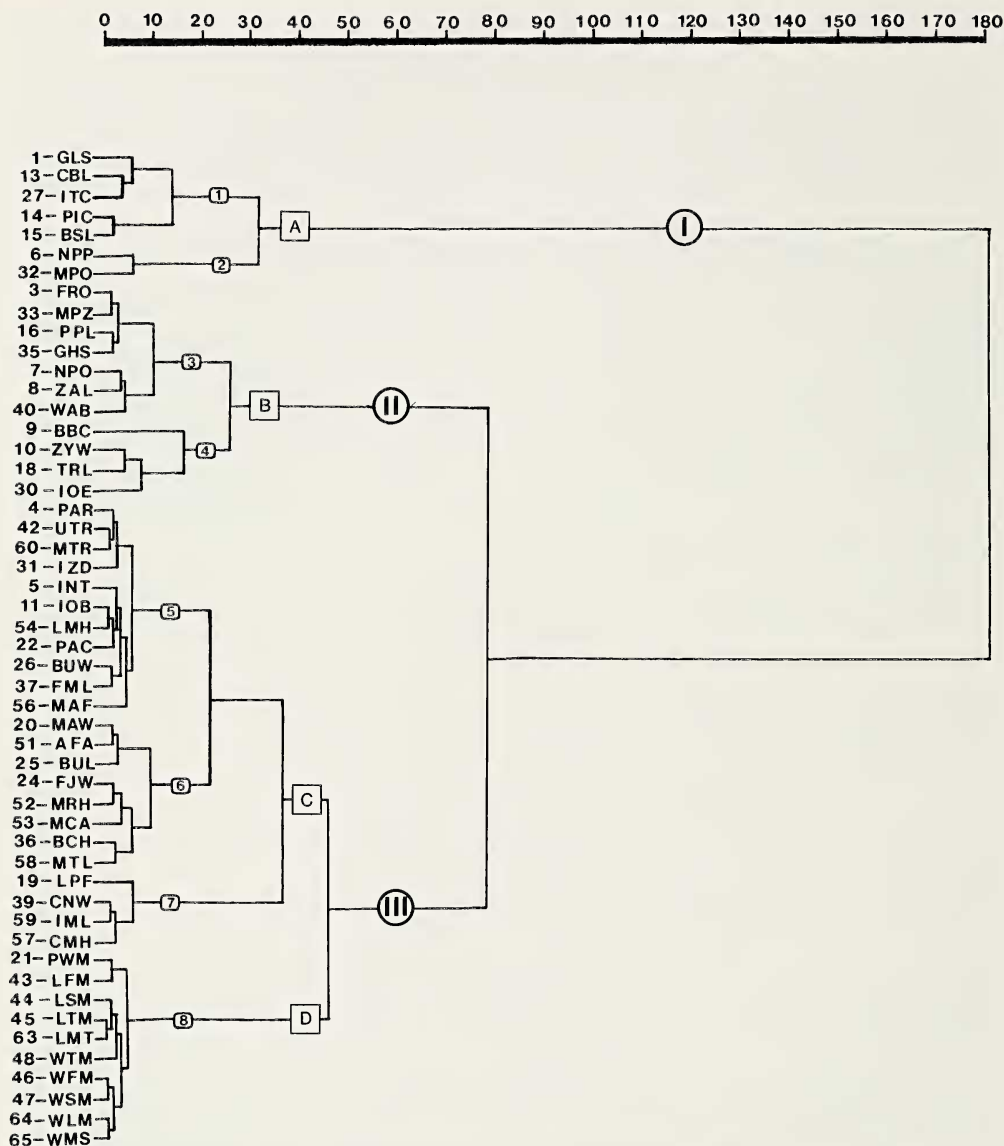 0 10 20 30 40 50 60 70 80 90 100 110 120 130 140 150 160 170 180
1-GLS
13-CBL
27-ITC
1
14-PIC
15-BSL
A
I
6-NPP
2
32-MPO
3-FRO
33-MPZ
16-PPL
35-GHS
3
7-NPO
8-ZAL
40-WAB
B
II
9-BBC
10-ZYW
4
18-TRL
30-IOE
4-PAR
42-UTR
60-MTR
31-IZD
5-INT
11-IOB
5
54-LMH
22-PAC
26-BUW
37-FML
56-MAF
20-MAW
51-AFA
25-BUL
24-FJW
6
52-MRH
C
53-MCA
36-BCH
58-MTL
19-LPF
39-CNW
7
III
59-IML
57-CMH
21-PWM
43-LFM
44-LSM
45-LTM
8
D
63-LMT
48-WTM
46-WFM
47-WSM
64-WLM
65-WMS